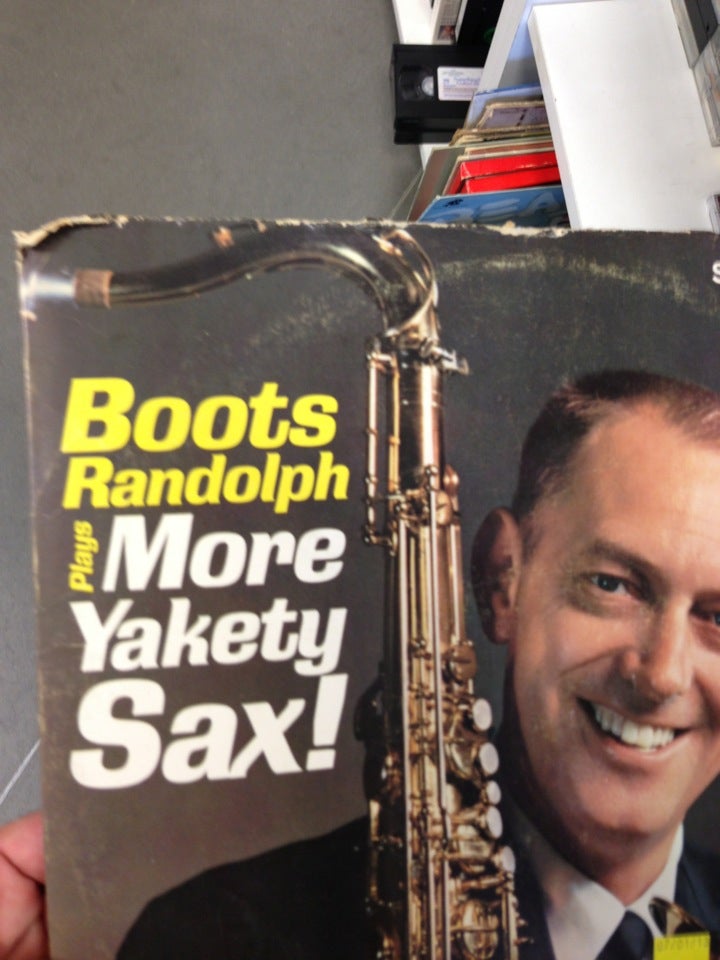 Boots
Randolph
Plays More
Yakety
Sax!
S